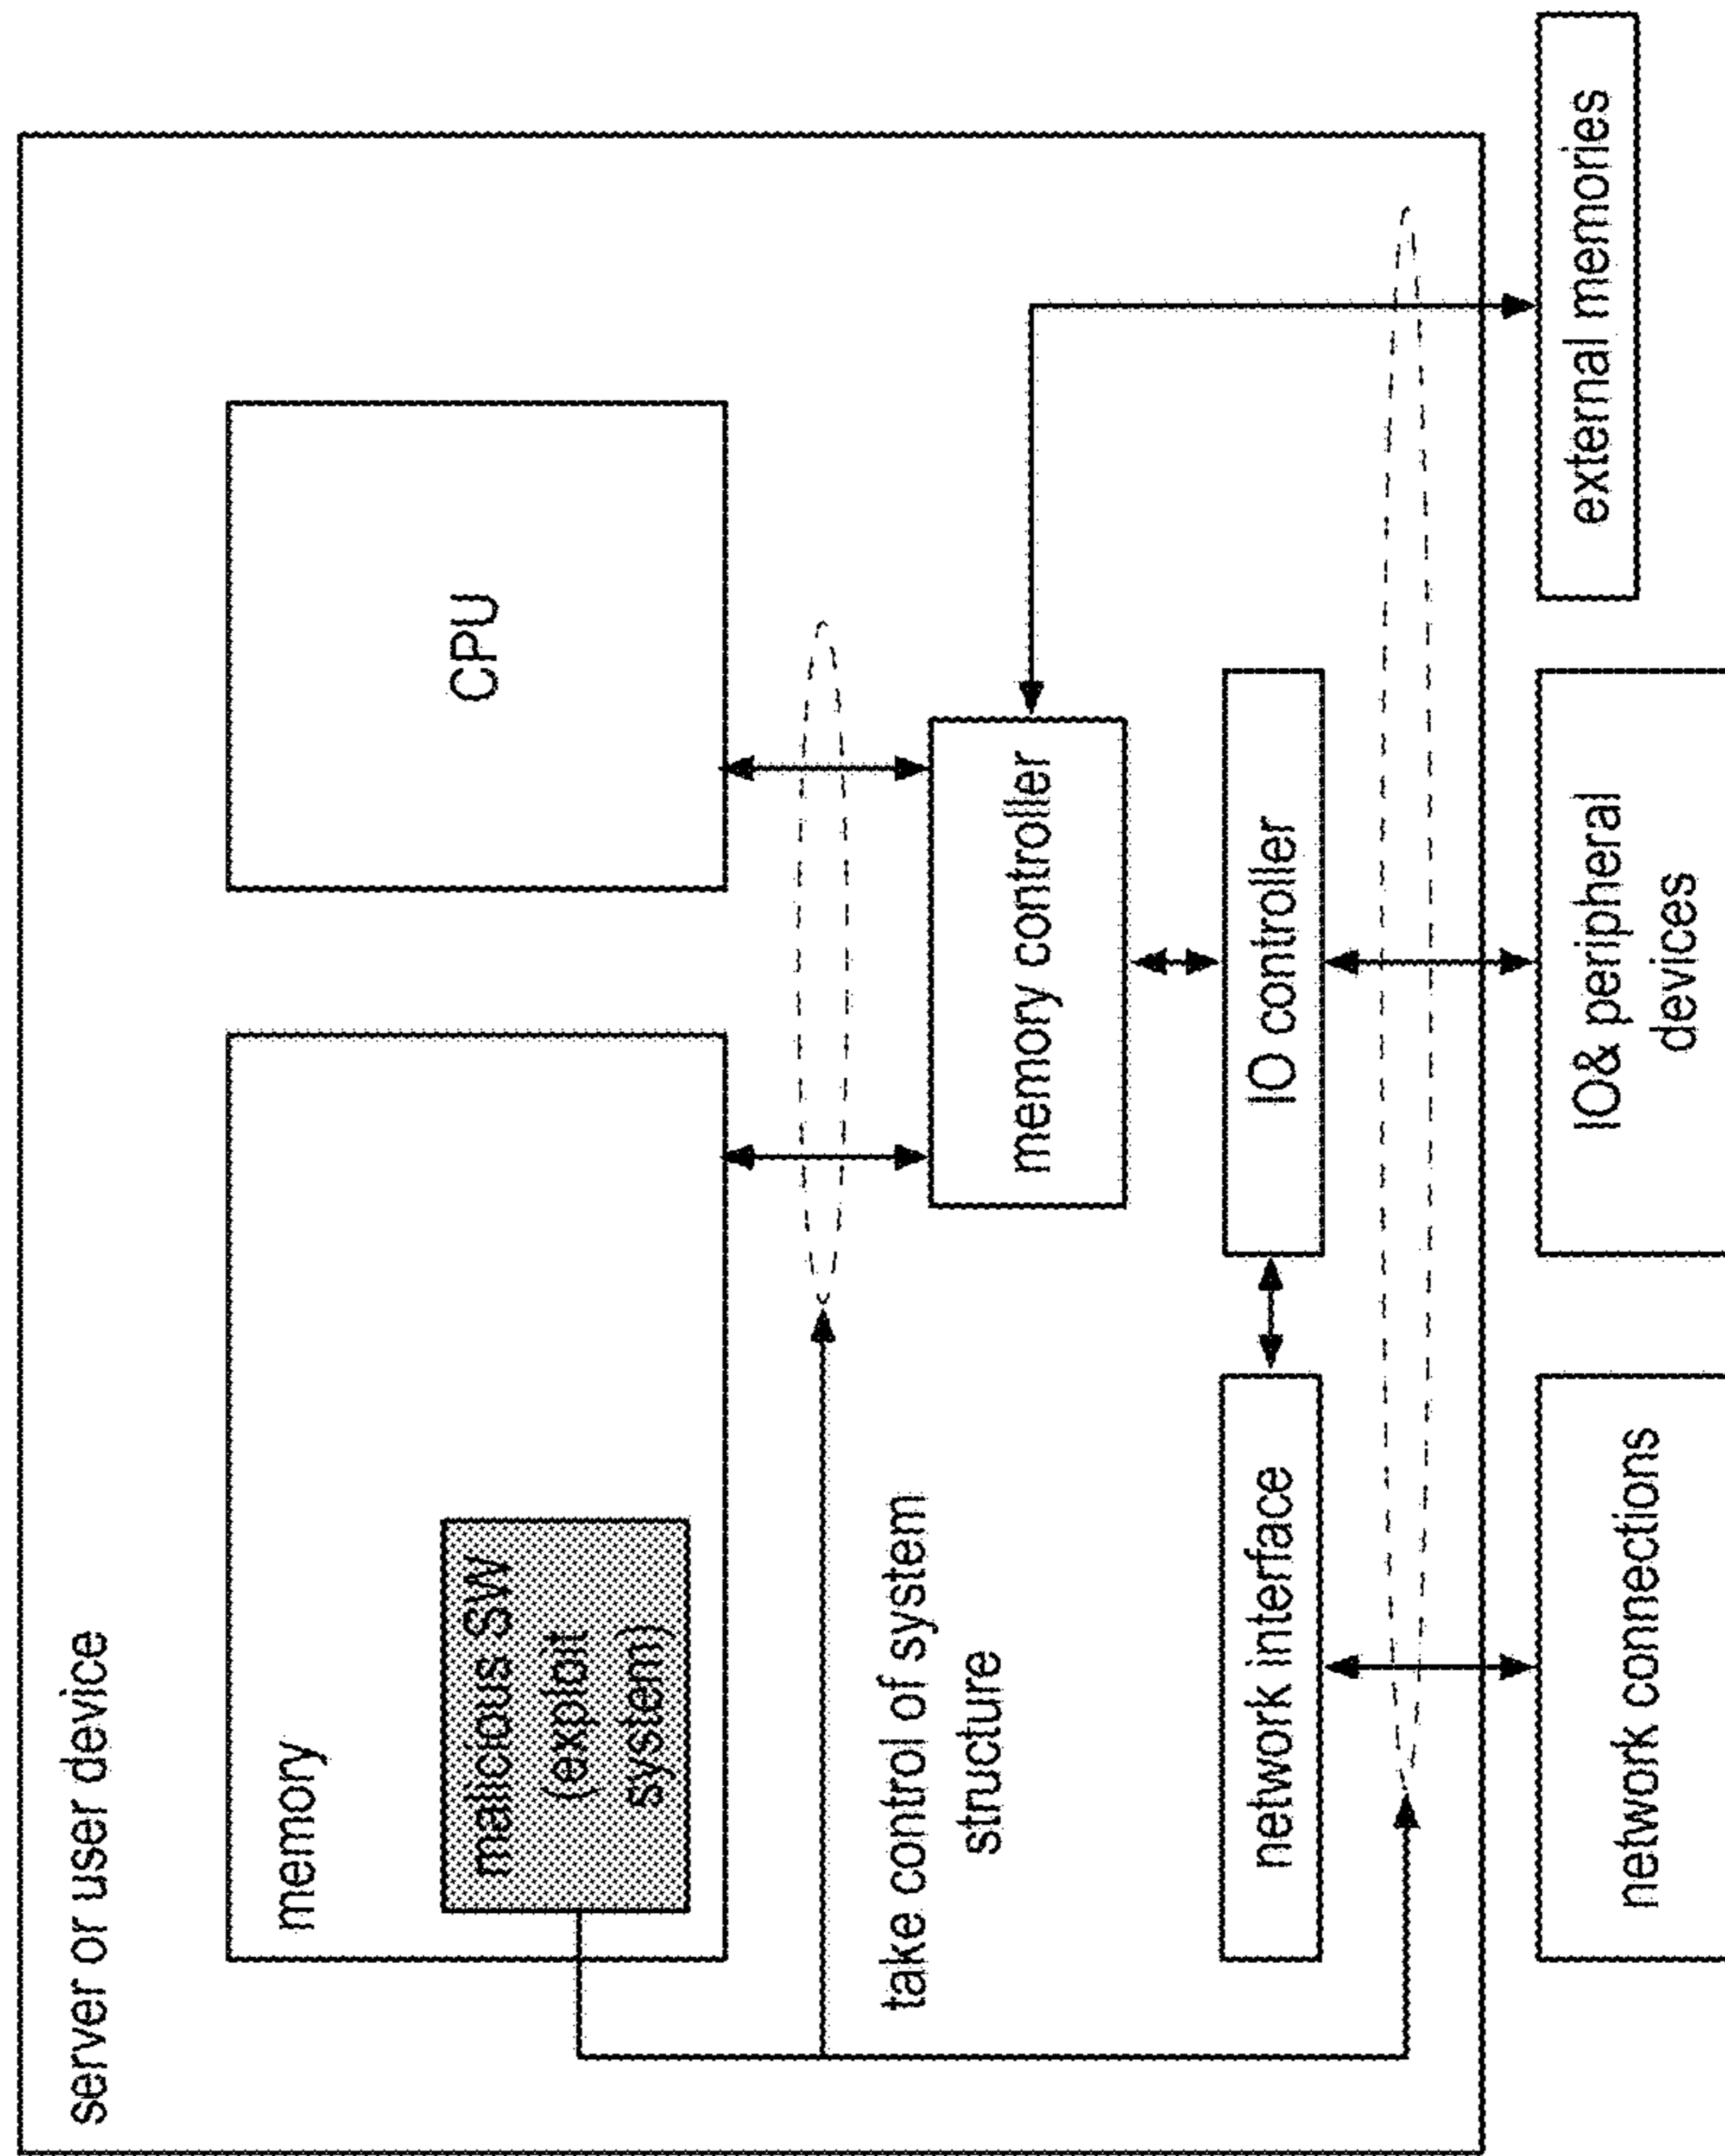 server or user device
memory
malicious SW
(exploit
system)
CPU
take control of system
structure
memory controller
network interface
IO controller
network connections
IO& peripheral
devices
external memories